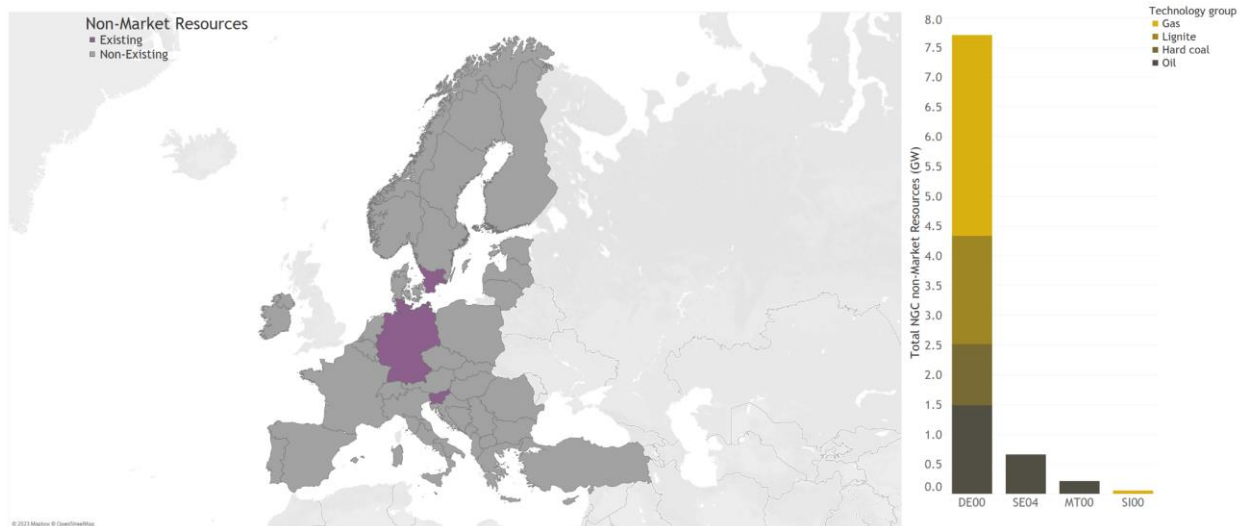 Non-Market Resources
Existing
Non-Existing
© 2023 Mapbox © OpenStreetMap
Technology group
Gas
Lignite
Hard coal
Oil
Total NGC non-Market Resources (GW)
8.0
7.5
7.0
6.5
6.0
5.5
5.0
4.5
4.0
3.5
3.0
2.5
2.0
1.5
1.0
0.5
0.0
DE00 SE04 MT00 SI00